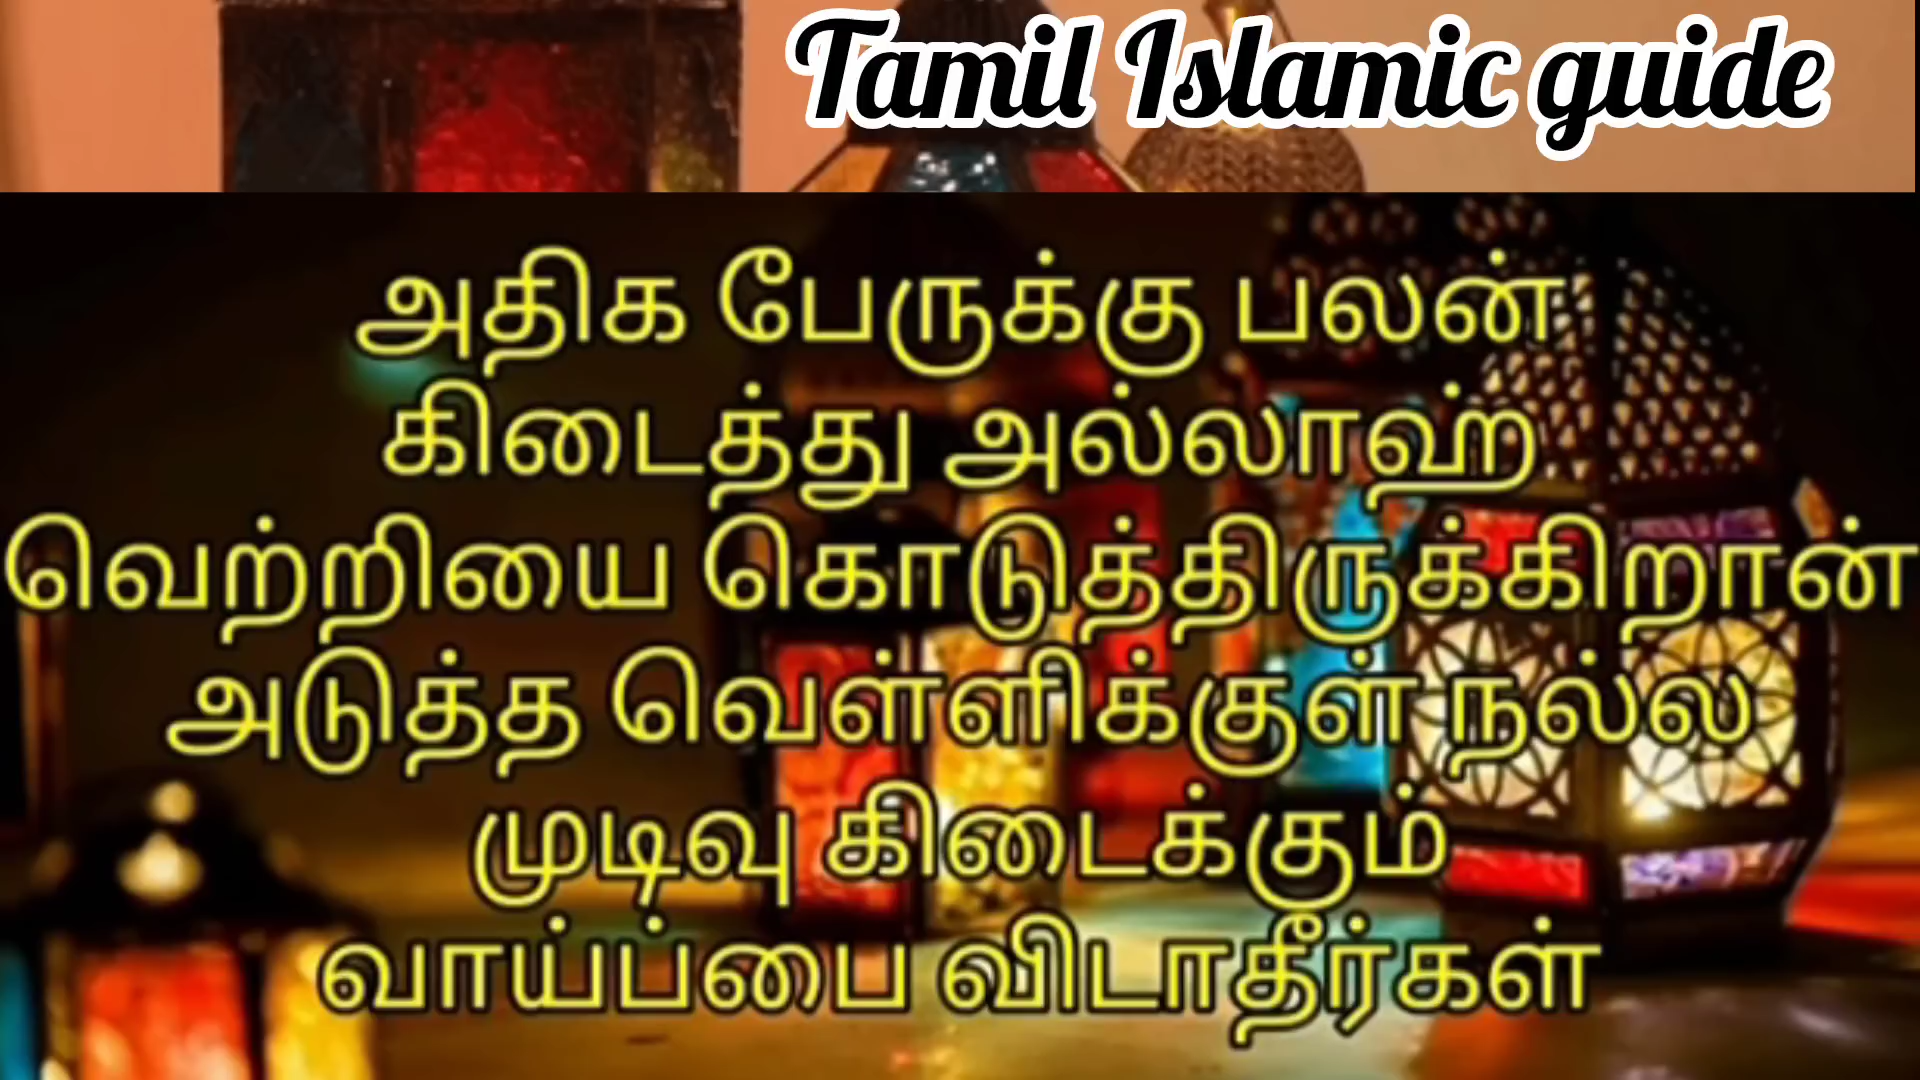 Tamil Islamic guide
அதிக பேருக்கு பலன்
கிடைத்து அல்லாஹ்
வெற்றியை கொடுத்திருக்கிறான்
அடுத்த வெள்ளிக்குள் நல்ல
முடிவு கிடைக்கும்
வாய்ப்பை விடாதீர்கள்